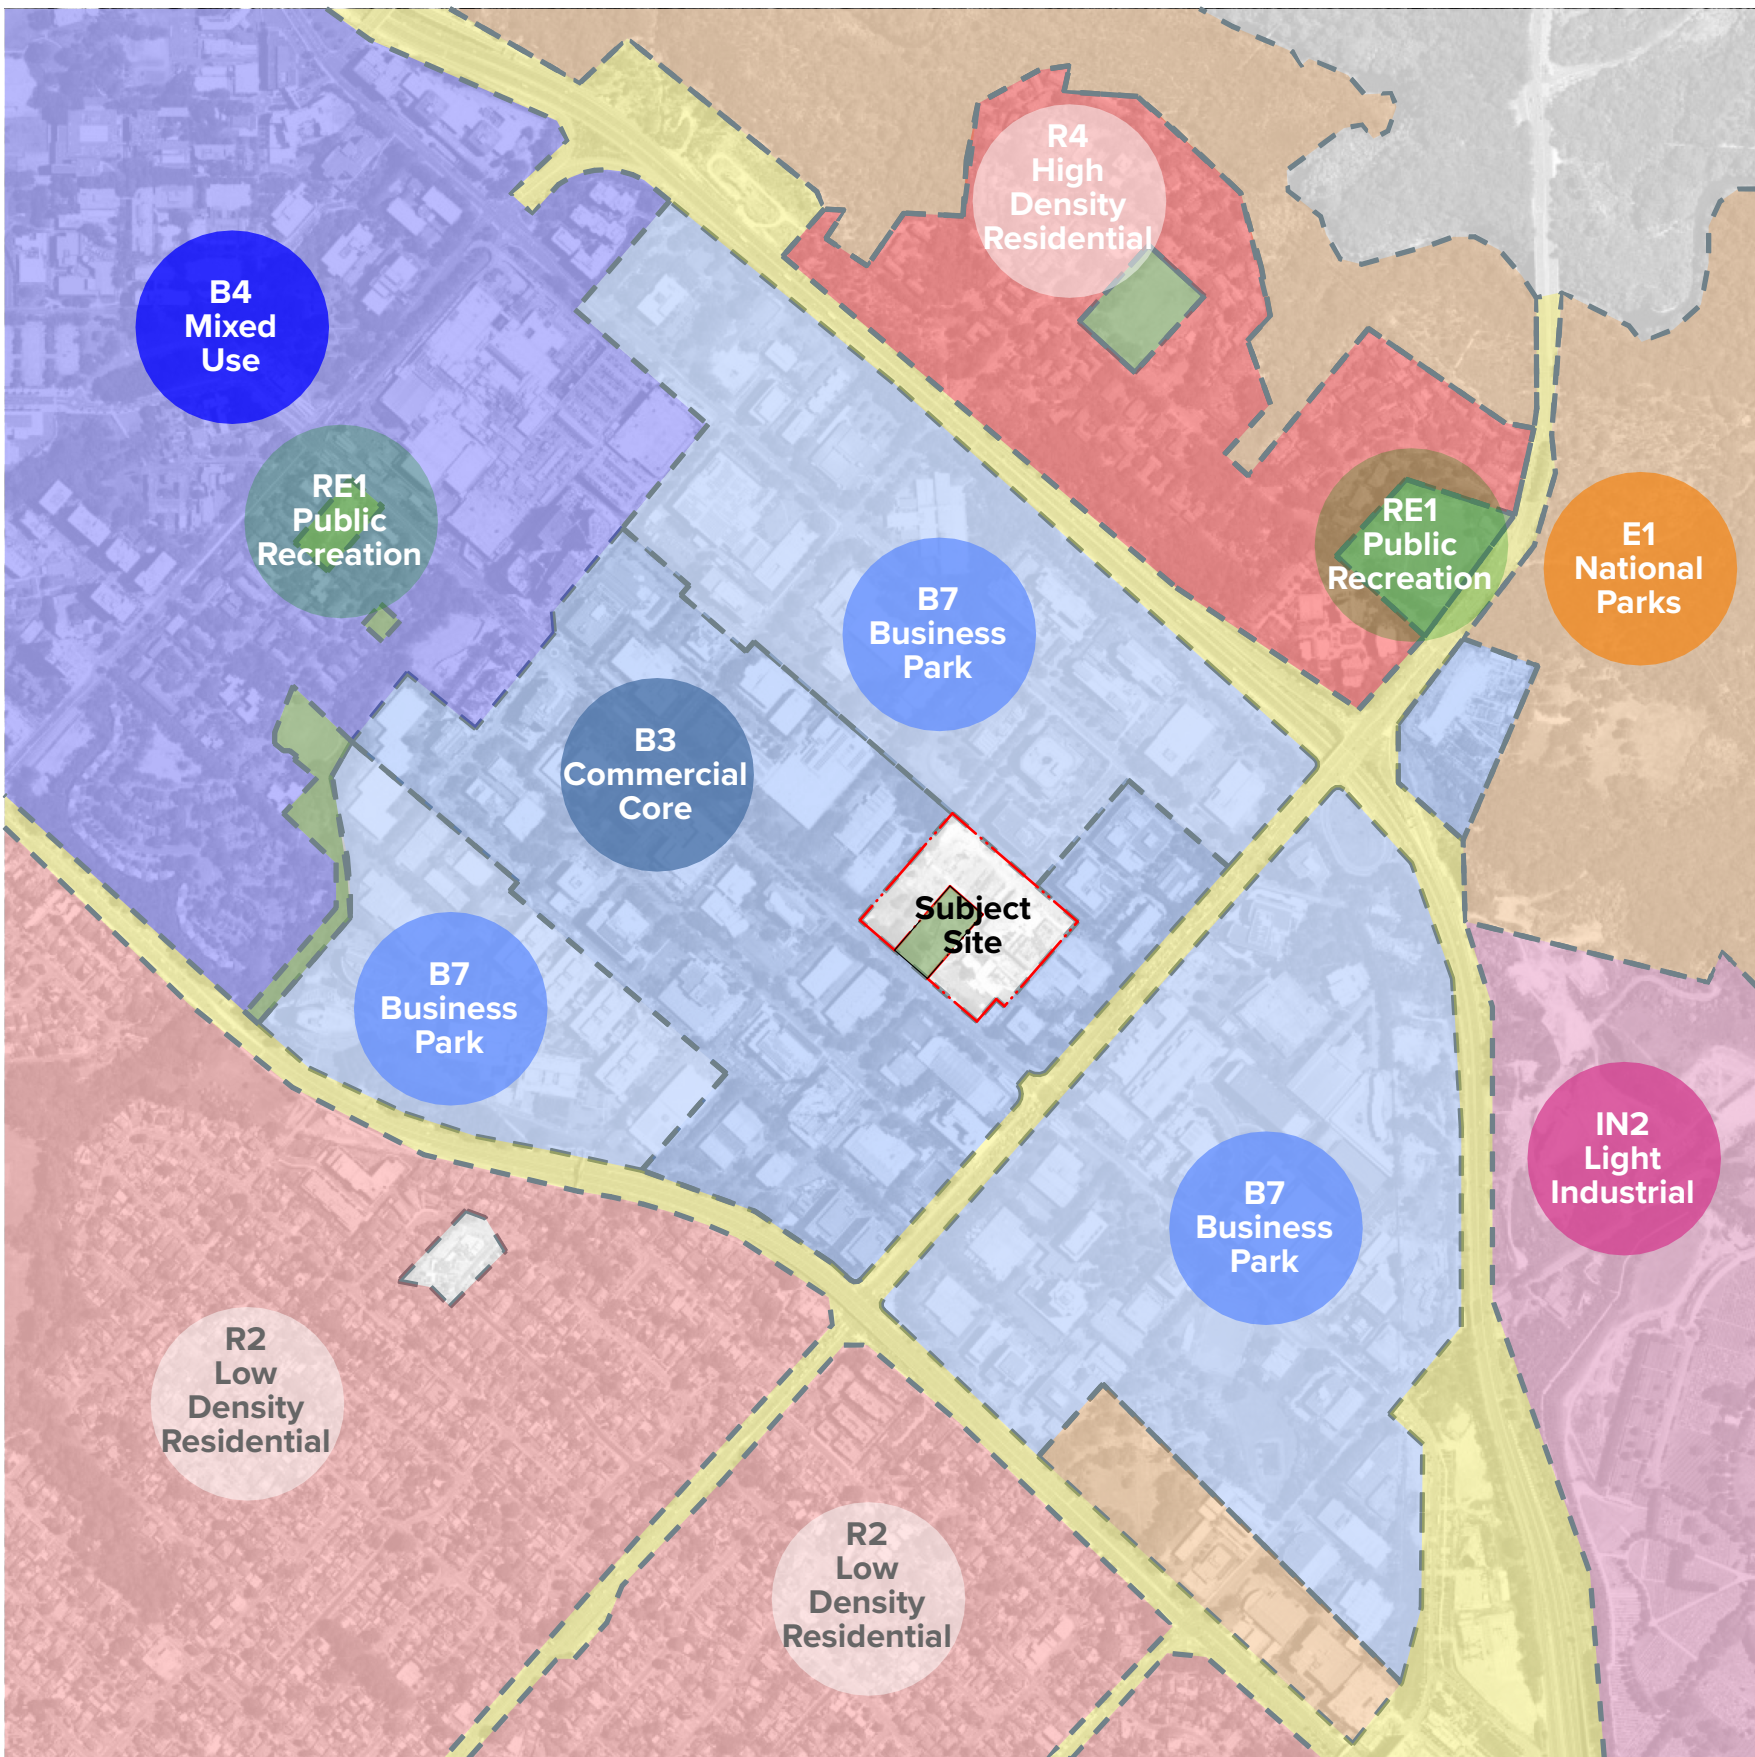 R4
High
Density
Residential
B4
Mixed
Use
RE1
Public
Recreation
RE1
Public
Recreation
E1
National
Parks
B7
Business
Park
B3
Commercial
Core
Subject
Site
B7
Business
Park
IN2
Light
Industrial
B7
Business
Park
R2
Low
Density
Residential
R2
Low
Density
Residential